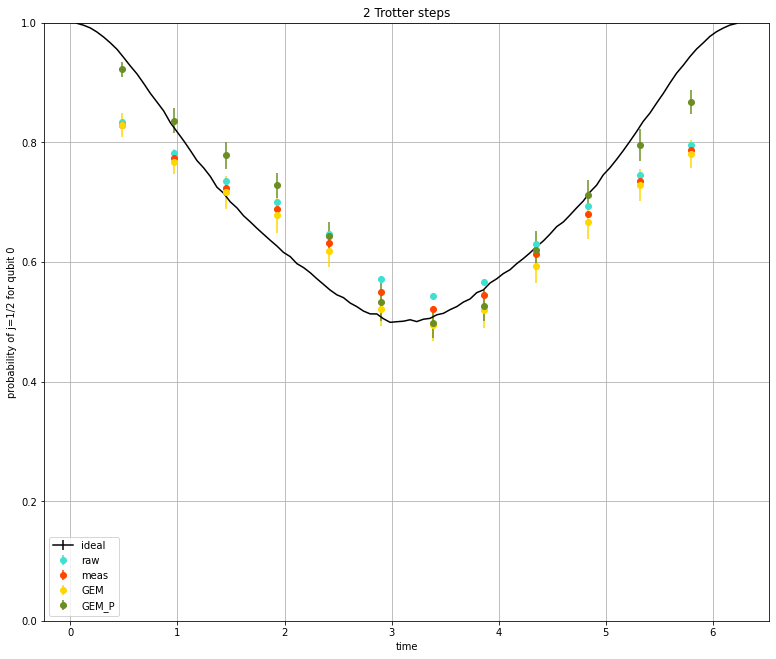 2 Trotter steps
probability of j=1/2 for qubit 0
1.0
0.8
0.6
0.4
0.2
0.0
ideal
raw
meas
GEM
GEM_P
0
1
2
3
4
5
6
time